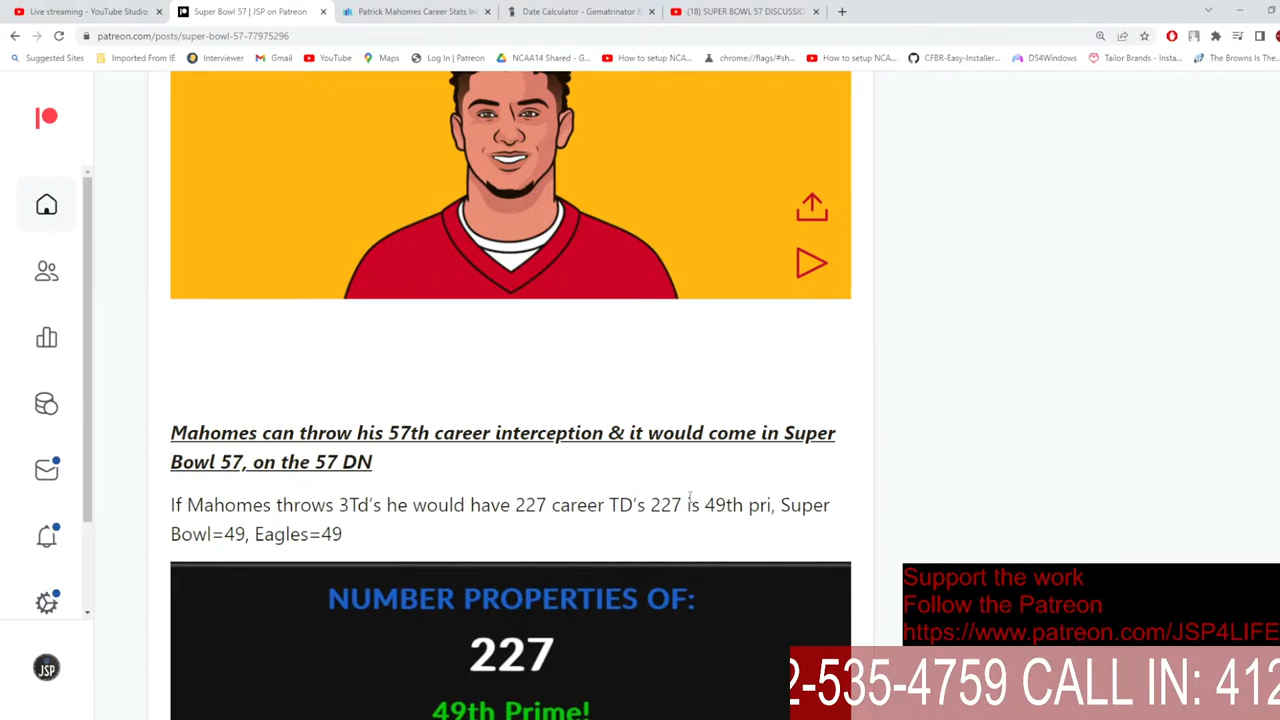 Live streaming - YouTube Studio
Super Bowl 57 | JSP on Patreon
Patrick Mahomes Career Stats In
Date Calculator - Gematrinator
(18) SUPER BOWL 57 DISCUSSIO
patreon.com/posts/super-bowl-57-77975296
Suggested Sites
Imported From IE
Interviewer
Gmail
YouTube
Maps
Log In | Patreon
NCAA14 Shared - G...
How to setup NCA...
chrome://flags/#sh...
How to setup NCA...
CFBR-Easy-Installer...
DS4Windows
Tailor Brands - Insta...
The Browns Is The...
Mahomes can throw his 57th career interception & it would come in Super
Bowl 57, on the 57 DN
If Mahomes throws 3Td's he would have 227 career TD's 227 is 49th pri, Super
Bowl=49, Eagles=49
NUMBER PROPERTIES OF:
227
49th Prime!
Support the work
Follow the Patreon
https://www.patreon.com/JSP4LIFE
2-535-4759 CALL IN: 412
JSP